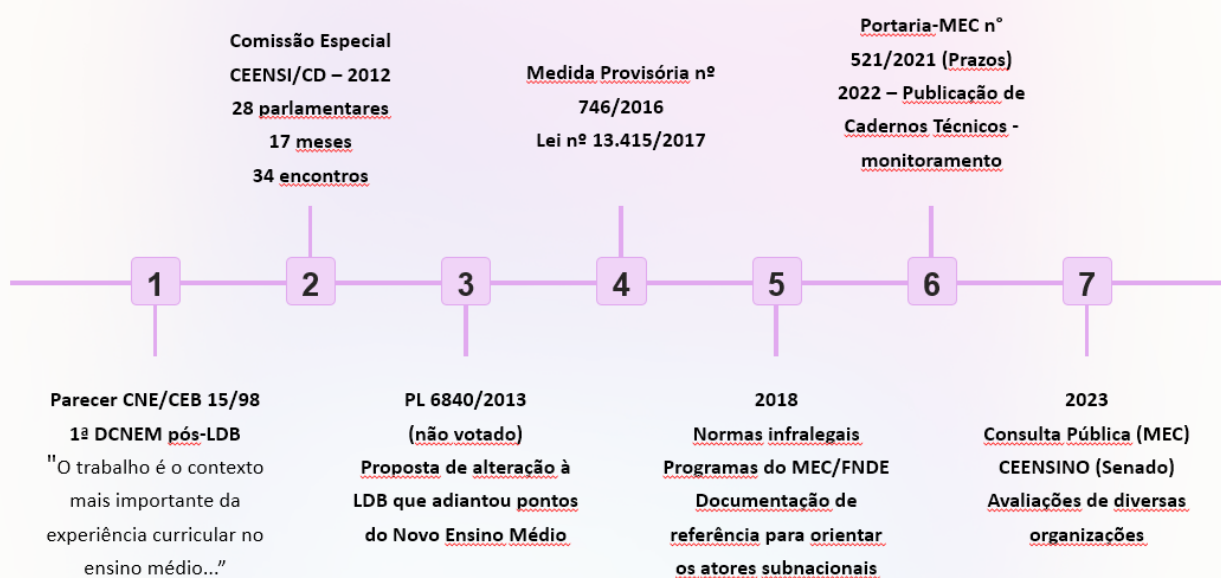 Comissão Especial
CEENSI/CD – 2012
28 parlamentares
17 meses
34 encontros
Medida Provisória nº
746/2016
Lei nº 13.415/2017
Portaria-MEC n°
521/2021 (Prazos)
2022 – Publicação de
Cadernos Técnicos -
monitoramento
1
2
3
4
5
6
7
Parecer CNE/CEB 15/98
1ª DCNEM pós-LDB
"O trabalho é o contexto
mais importante da
experiência curricular no
ensino médio...”
PL 6840/2013
(não votado)
Proposta de alteração à
LDB que adiantou pontos
do Novo Ensino Médio
2018
Normas infralegais
Programas do MEC/FNDE
Documentação de
referência para orientar
os atores subnacionais
2023
Consulta Pública (MEC)
CEENSINO (Senado)
Avaliações de diversas
organizações